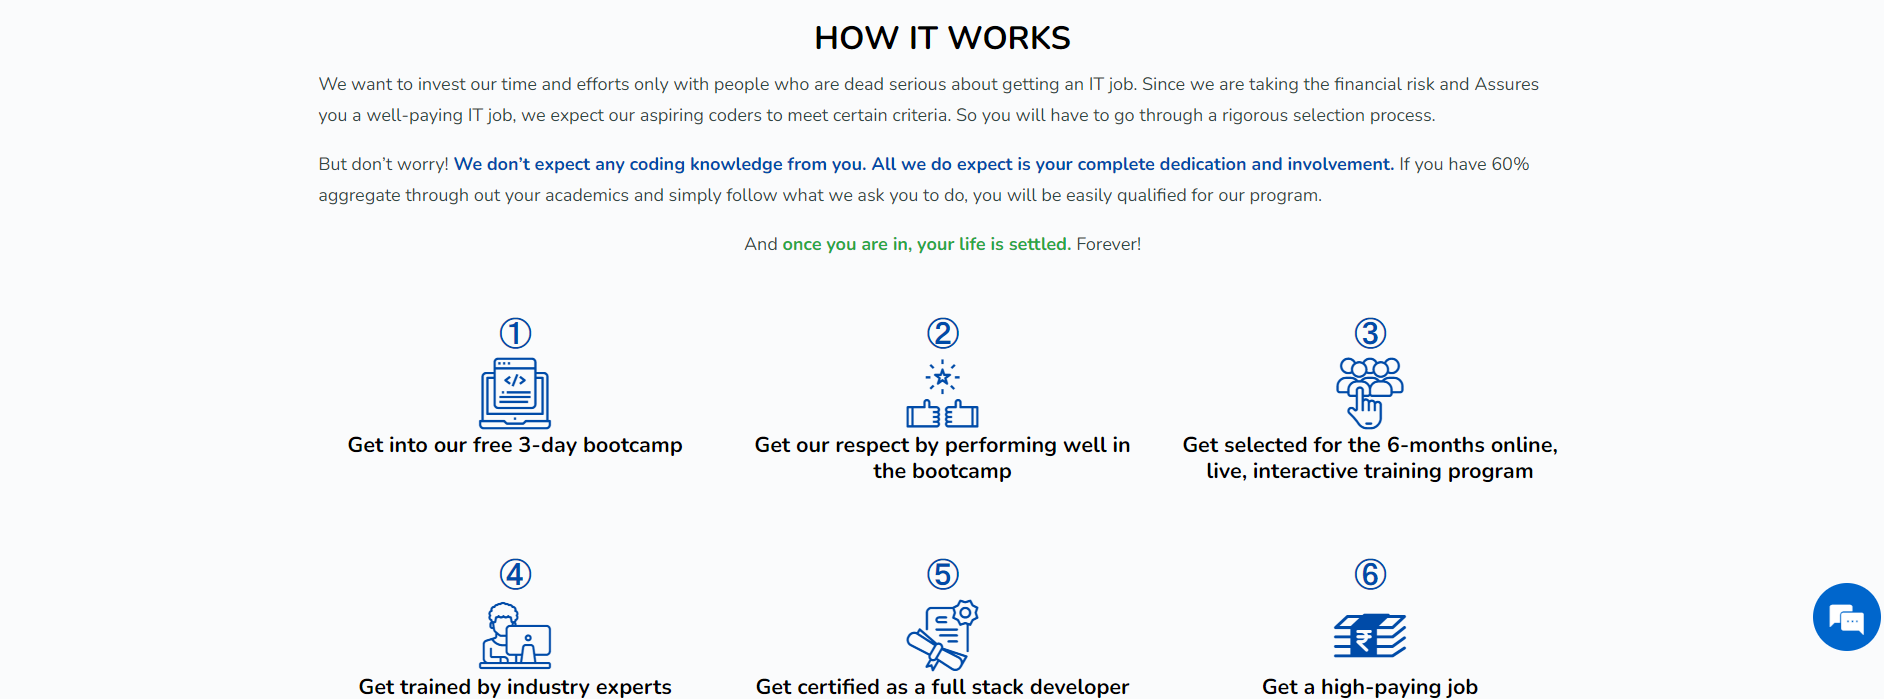 HOW IT WORKS
We want to invest our time and efforts only with people who are dead serious about getting an IT job. Since we are taking the financial risk and Assures
you a well-paying IT job, we expect our aspiring coders to meet certain criteria. So you will have to go through a rigorous selection process.
But don’t worry! We don’t expect any coding knowledge from you. All we do expect is your complete dedication and involvement. If you have 60%
aggregate through out your academics and simply follow what we ask you to do, you will be easily qualified for our program.
And once you are in, your life is settled. Forever!
①
Get into our free 3-day bootcamp
②
Get our respect by performing well in
the bootcamp
③
Get selected for the 6-months online,
live, interactive training program
④
Get trained by industry experts
⑤
Get certified as a full stack developer
⑥
₹
Get a high-paying job